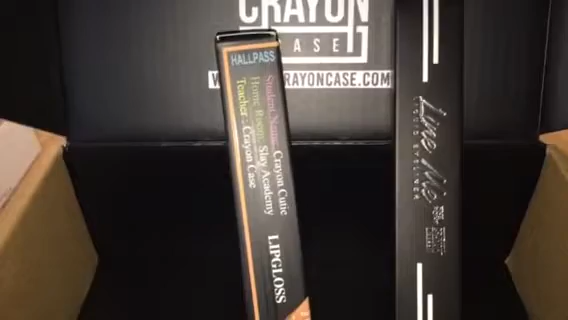 CRAYON
CASE
RAYONCASE.COM
HALLPASS
Student Name: Crayon Cutie
Home Room: Slay Academy
Teacher: Crayon Case
LIPGLOSS
Line Me
LIQUID EYELINER